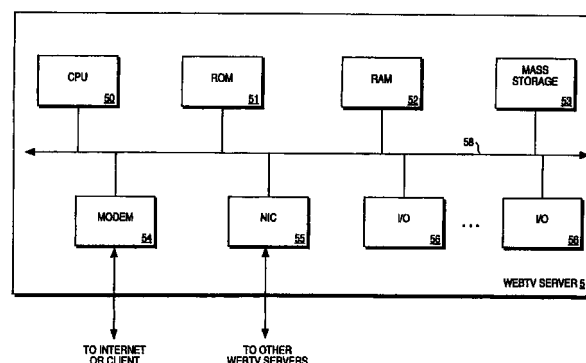 CPU
50
ROM
51
RAM
52
MASS
STORAGE
53
58
MODEM
54
NIC
55
I/O
56
...
I/O
56
WEBTV SERVER 5
TO INTERNET
OR CLIENT
TO OTHER
WEBTV SERVERS